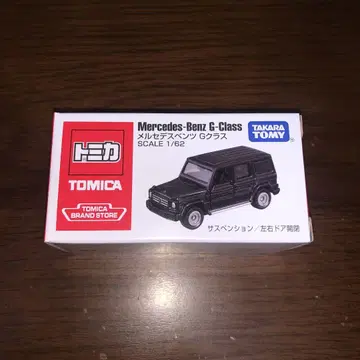 トミカ
TOMICA
TOMICA
BRAND STORE
Mercedes-Benz G-Class
メルセデスベンツ Gクラス
SCALE 1/62
TAKARA
TOMY
サスペンション/左右ドア開閉